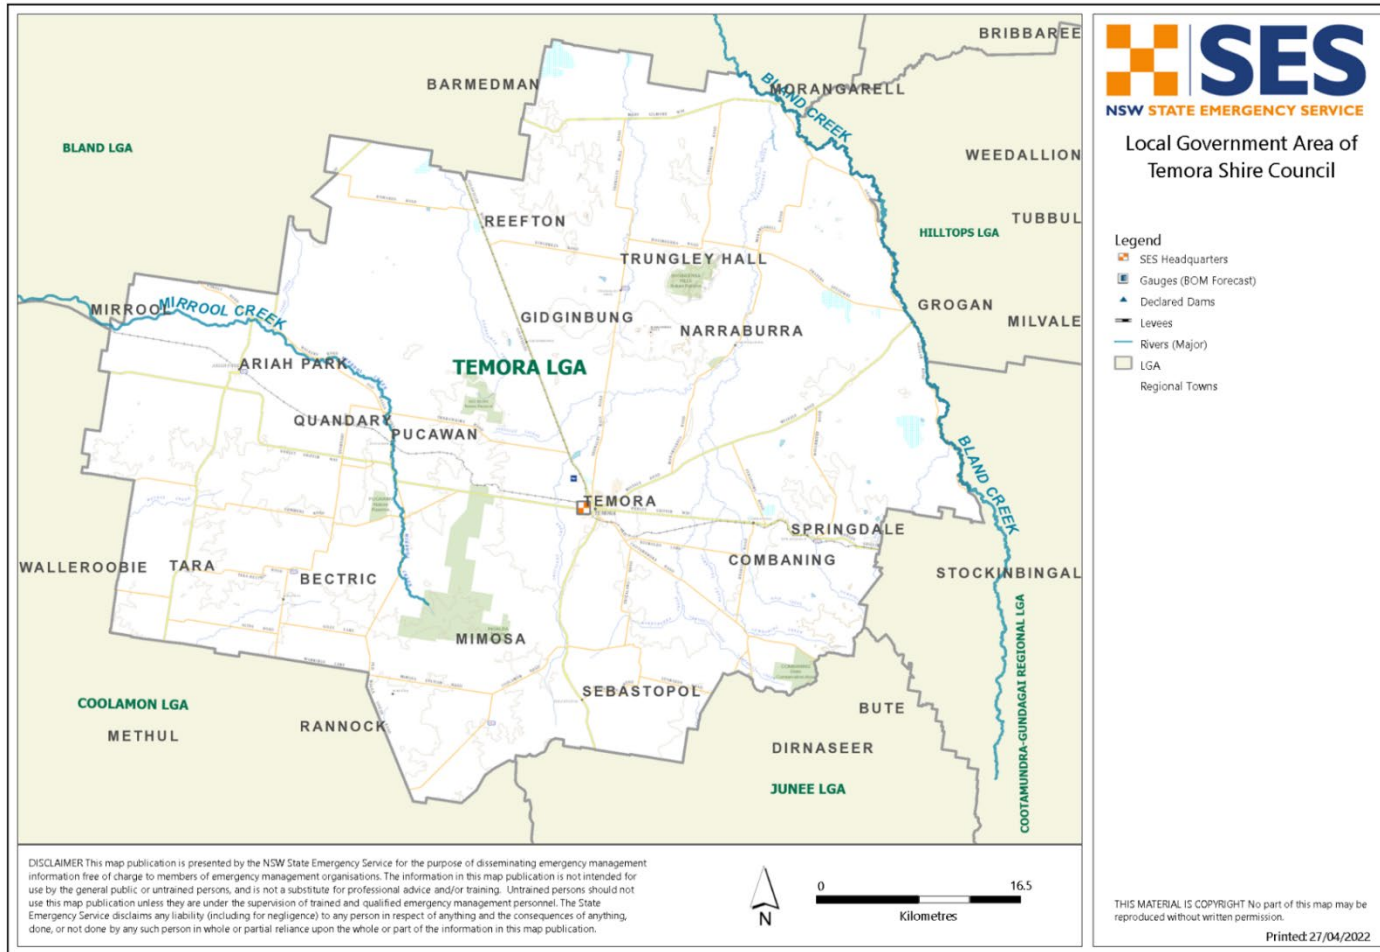 BRIBBAREE
BARMEDMAN
MORANGARELL
BLAND CREEK
BLAND LGA
WEEDALLION
REEFTON
TUBBUL
HILLTOPS LGA
TRUNGLEY HALL
MIRROOL
MIRROOL CREEK
GIDGINBUNG
NARRABURRA
GROGAN
MILVALE
ARIAH PARK
TEMORA LGA
QUANDARY
PUCAWAN
BLAND CREEK
TEMORA
SPRINGDALE
WALLEROOBIE
TARA
BECTRIC
COMBANING
STOCKINBINGAL
MIMOSA
COOTAMUNDRA-GUNDAGAI REGIONAL LGA
SEBASTOPOL
COOLAMON LGA
METHUL
RANNOCK
BUTE
DIRNASEER
JUNEE LGA
SES
NSW STATE EMERGENCY SERVICE
Local Government Area of
Temora Shire Council
Legend
SES Headquarters
Gauges (BOM Forecast)
Declared Dams
Levees
Rivers (Major)
LGA
Regional Towns
DISCLAIMER This map publication is presented by the NSW State Emergency Service for the purpose of disseminating emergency management
information free of charge to members of emergency management organisations. The information in this map publication is not intended for
use by the general public or untrained persons, and is not a substitute for professional advice and/or training. Untrained persons should not
use this map publication unless they are under the supervision of trained and qualified emergency management personnel. The State
Emergency Service disclaims any liability (including for negligence) to any person in respect of anything and the consequences of anything,
done, or not done by any such person in whole or partial reliance upon the whole or part of the information in this map publication.
N
0 16.5
Kilometres
THIS MATERIAL IS COPYRIGHT No part of this map may be
reproduced without written permission.
Printed: 27/04/2022